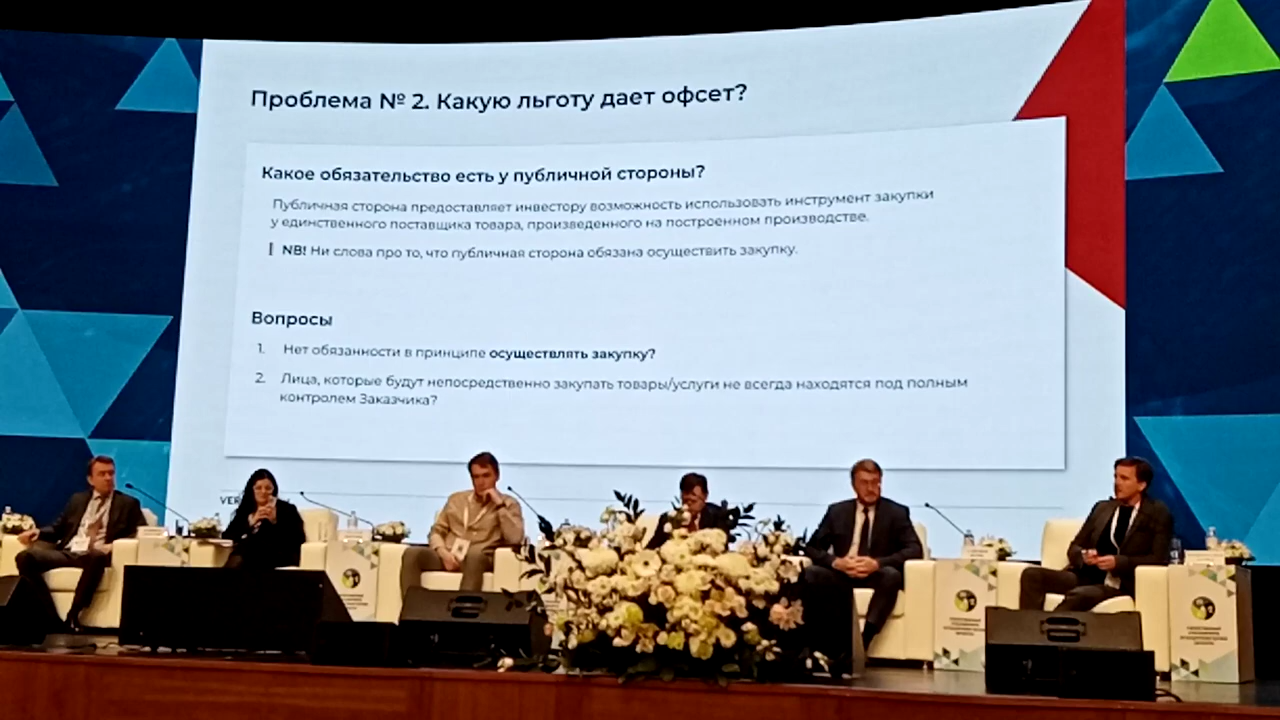 Проблема № 2. Какую льготу дает офсет?
Какое обязательство есть у публичной стороны?
Публичная сторона предоставляет инвестору возможность использовать инструмент закупки
у единственного поставщика товара, произведенного на построенном производстве.
NB! Ни слова про то, что публичная сторона обязана осуществить закупку.
Вопросы
1. Нет обязанности в принципе осуществлять закупку?
2. Лица, которые будут непосредственно закупать товары/услуги не всегда находятся под полным
контролем Заказчика?